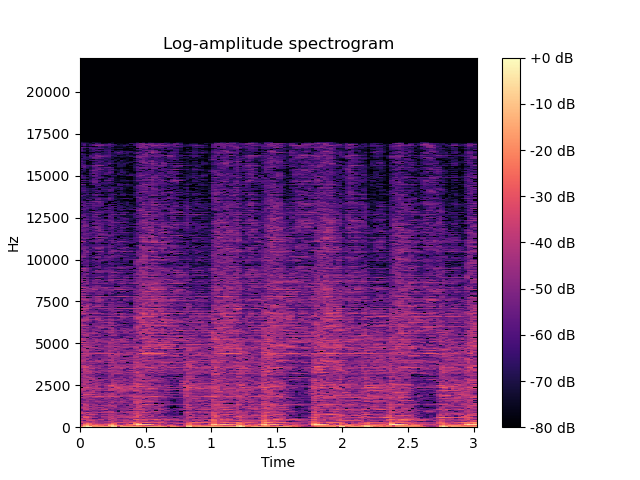 Log-amplitude spectrogram
Hz
20000
17500
15000
12500
10000
7500
5000
2500
0
0 0.5 1 1.5 2 2.5 3
Time
+0 dB
-10 dB
-20 dB
-30 dB
-40 dB
-50 dB
-60 dB
-70 dB
-80 dB